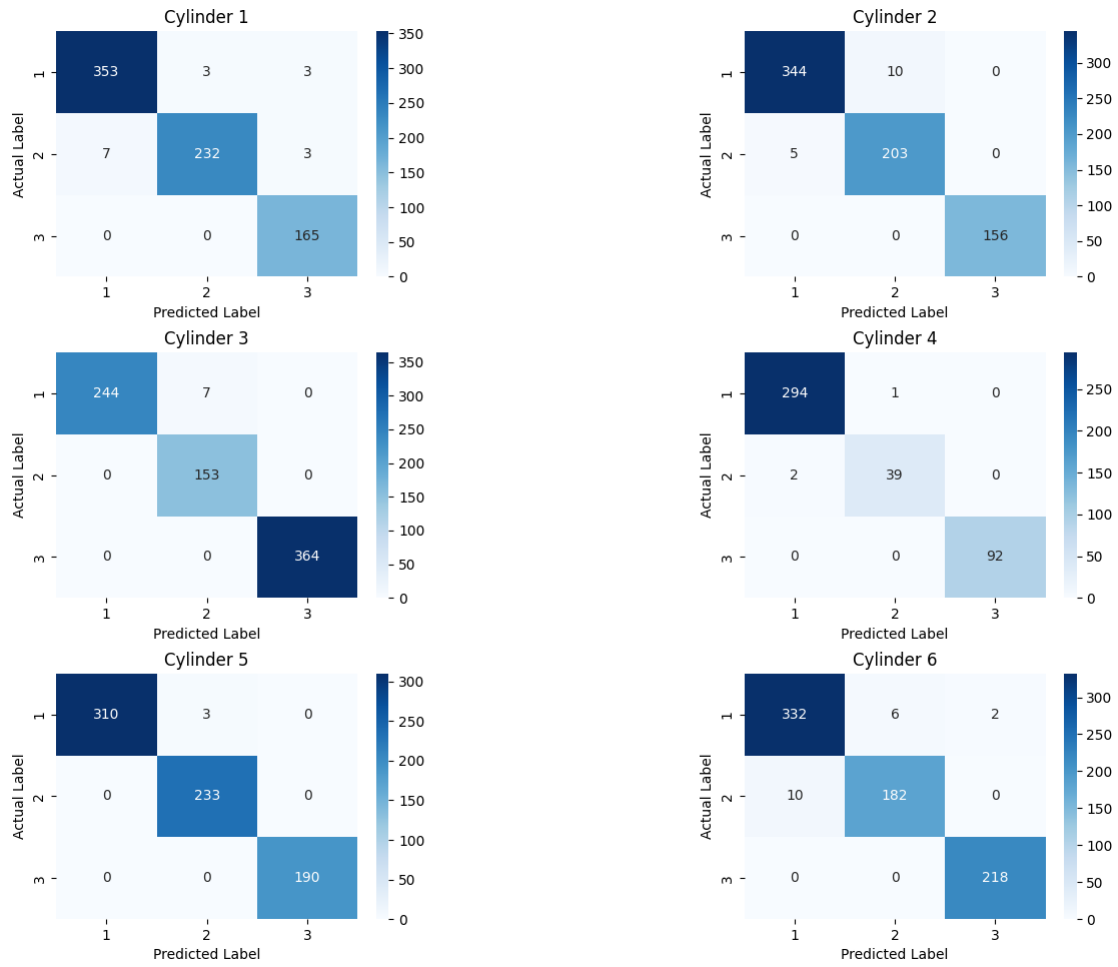 Cylinder 1
Actual Label
1
353 3 3
2
7 232 3
3
0 0 165
1 2 3
Predicted Label
350
300
250
200
150
100
50
0
Cylinder 2
Actual Label
1
344 10 0
2
5 203 0
3
0 0 156
1 2 3
Predicted Label
300
250
200
150
100
50
0
Cylinder 3
Actual Label
1
244 7 0
2
0 153 0
3
0 0 364
1 2 3
Predicted Label
350
300
250
200
150
100
50
0
Cylinder 4
Actual Label
1
294 1 0
2
2 39 0
3
0 0 92
1 2 3
Predicted Label
250
200
150
100
50
0
Cylinder 5
Actual Label
1
310 3 0
2
0 233 0
3
0 0 190
1 2 3
Predicted Label
300
250
200
150
100
50
0
Cylinder 6
Actual Label
1
332 6 2
2
10 182 0
3
0 0 218
1 2 3
Predicted Label
300
250
200
150
100
50
0